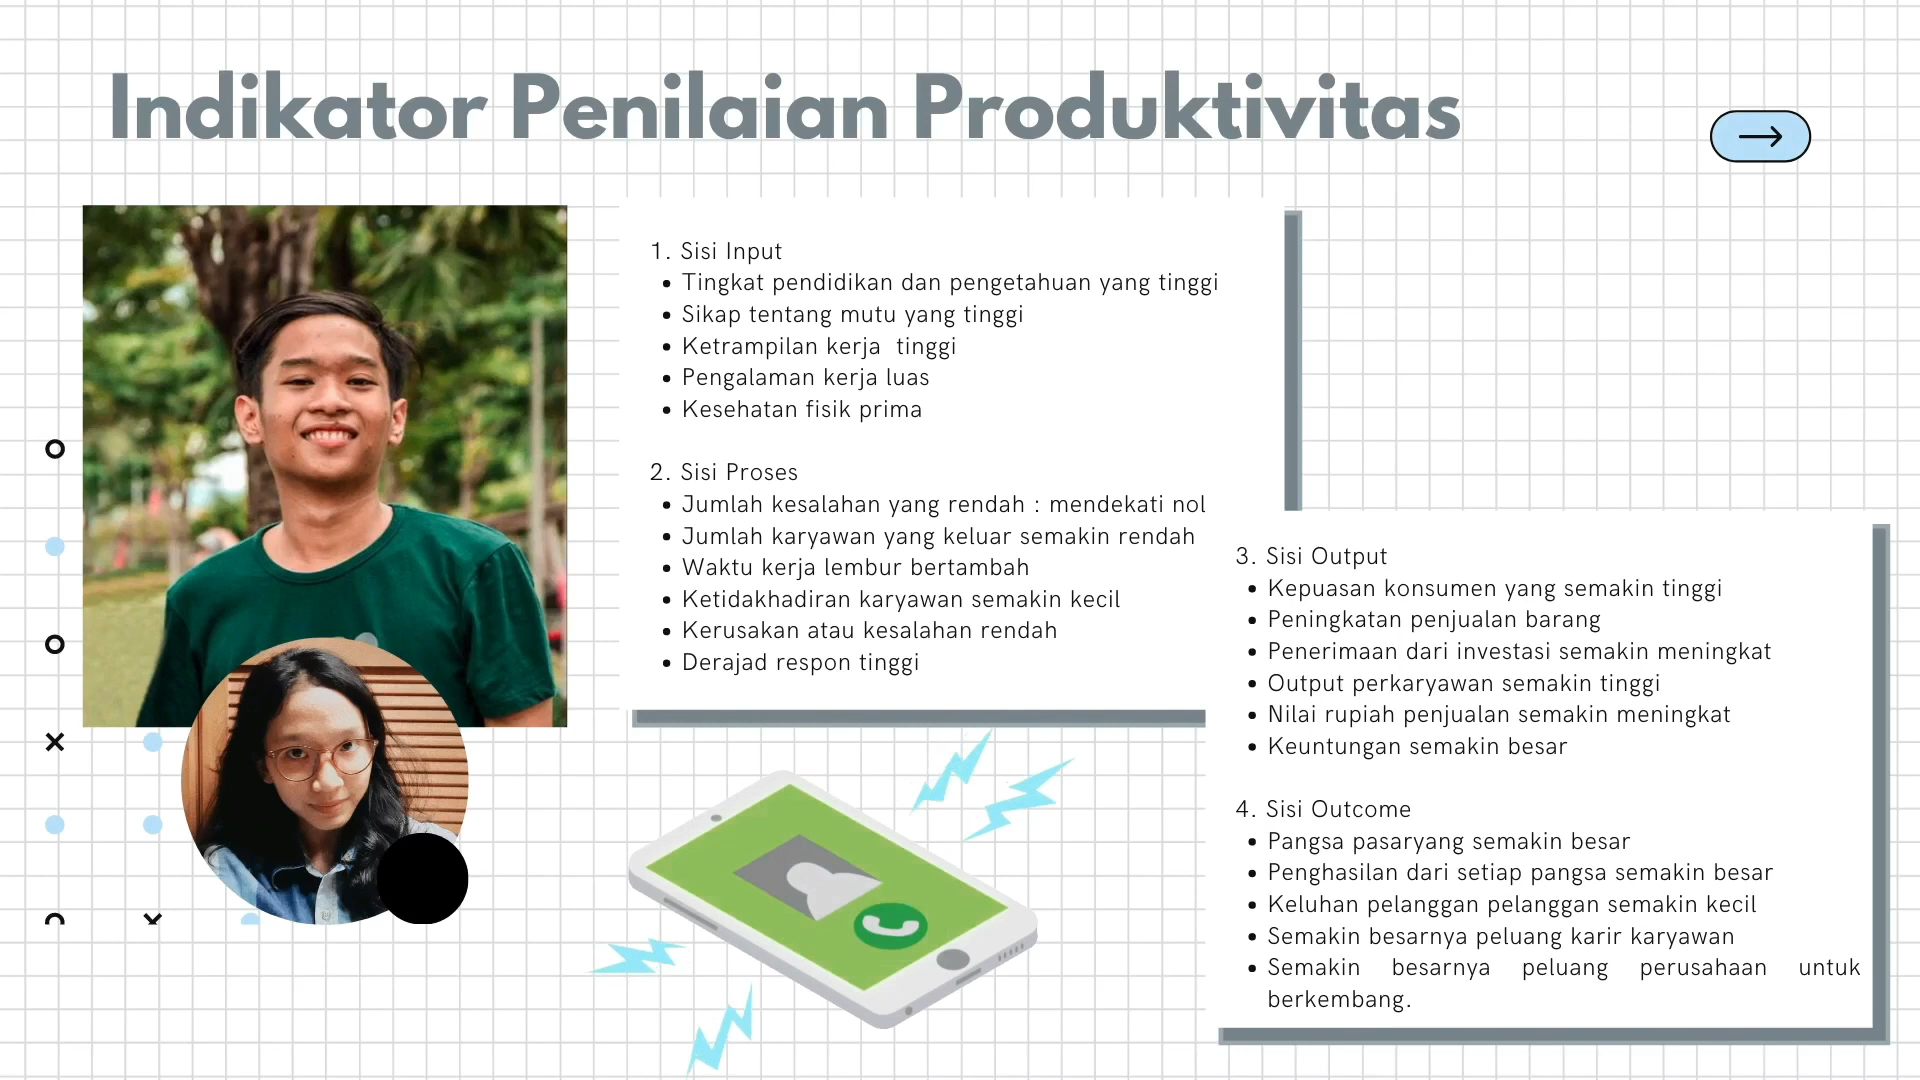 Indikator Penilaian Produktivitas
1. Sisi Input
Tingkat pendidikan dan pengetahuan yang tinggi
Sikap tentang mutu yang tinggi
Ketrampilan kerja  tinggi
Pengalaman kerja luas
Kesehatan fisik prima
2. Sisi Proses
Jumlah kesalahan yang rendah : mendekati nol
Jumlah karyawan yang keluar semakin rendah
Waktu kerja lembur bertambah
Ketidakhadiran karyawan semakin kecil
Kerusakan atau kesalahan rendah
Derajad respon tinggi
3. Sisi Output
Kepuasan konsumen yang semakin tinggi
Peningkatan penjualan barang
Penerimaan dari investasi semakin meningkat
Output perkaryawan semakin tinggi
Nilai rupiah penjualan semakin meningkat
Keuntungan semakin besar
4. Sisi Outcome
Pangsa pasaryang semakin besar
Penghasilan dari setiap pangsa semakin besar
Keluhan pelanggan pelanggan semakin kecil
Semakin besarnya peluang karir karyawan
Semakin besarnya peluang perusahaan untuk
berkembang.